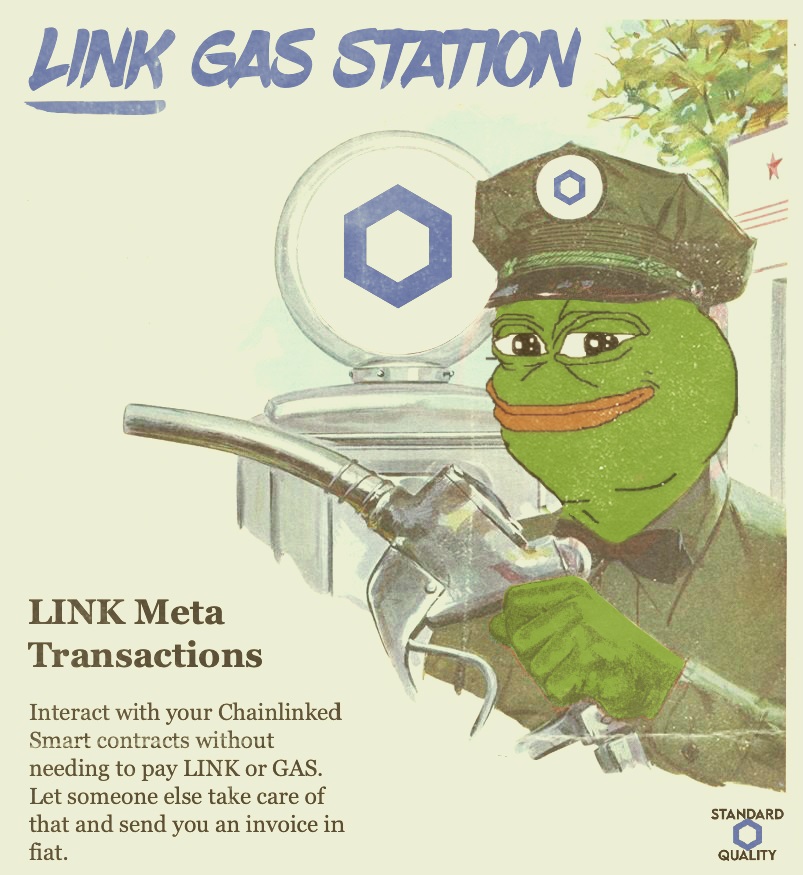 LINK GAS STATION
LINK Meta
Transactions
Interact with your Chainlinked
Smart contracts without
needing to pay LINK or GAS.
Let someone else take care of
that and send you an invoice in
fiat.
STANDARD
QUALITY